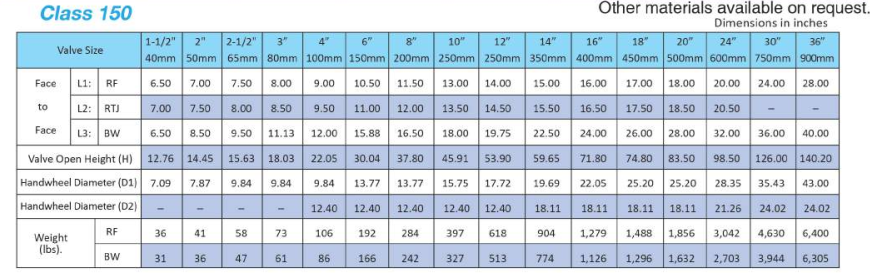 Class 150
Other materials available on request.
Dimensions in inches
Valve Size 1-1/2" 2" 2-1/2" 3" 4" 6" 8" 10" 12" 14" 16" 18" 20" 24" 30" 36"
40mm 50mm 65mm 80mm 100mm 150mm 200mm 250mm 250mm 350mm 400mm 450mm 500mm 600mm 750mm 900mm
Face L1: RF 6.50 7.00 7.50 8.00 9.00 10.50 11.50 13.00 14.00 15.00 16.00 17.00 18.00 20.00 24.00 28.00
to L2: RTJ 7.00 7.50 8.00 8.50 9.50 11.00 12.00 13.50 14.50 15.50 16.50 17.50 18.50 20.50 – –
Face L3: BW 6.50 8.50 9.50 11.13 12.00 15.88 16.50 18.00 19.75 22.50 24.00 26.00 28.00 32.00 36.00 40.00
Valve Open Height (H) 12.76 14.45 15.63 18.03 22.05 30.04 37.80 45.91 53.90 59.65 71.80 74.80 83.50 98.50 126.00 140.20
Handwheel Diameter (D1) 7.09 7.87 9.84 9.84 9.84 13.77 13.77 15.75 17.72 19.69 22.05 25.20 25.20 28.35 35.43 43.00
Handwheel Diameter (D2) – – – – 12.40 12.40 12.40 12.40 12.40 18.11 18.11 18.11 18.11 21.26 24.02 24.02
Weight RF 36 41 58 73 106 192 284 397 618 904 1,279 1,488 1,856 3,042 4,630 6,400
(lbs). BW 31 36 47 61 86 166 242 327 513 774 1,126 1,296 1,632 2,703 3,944 6,305